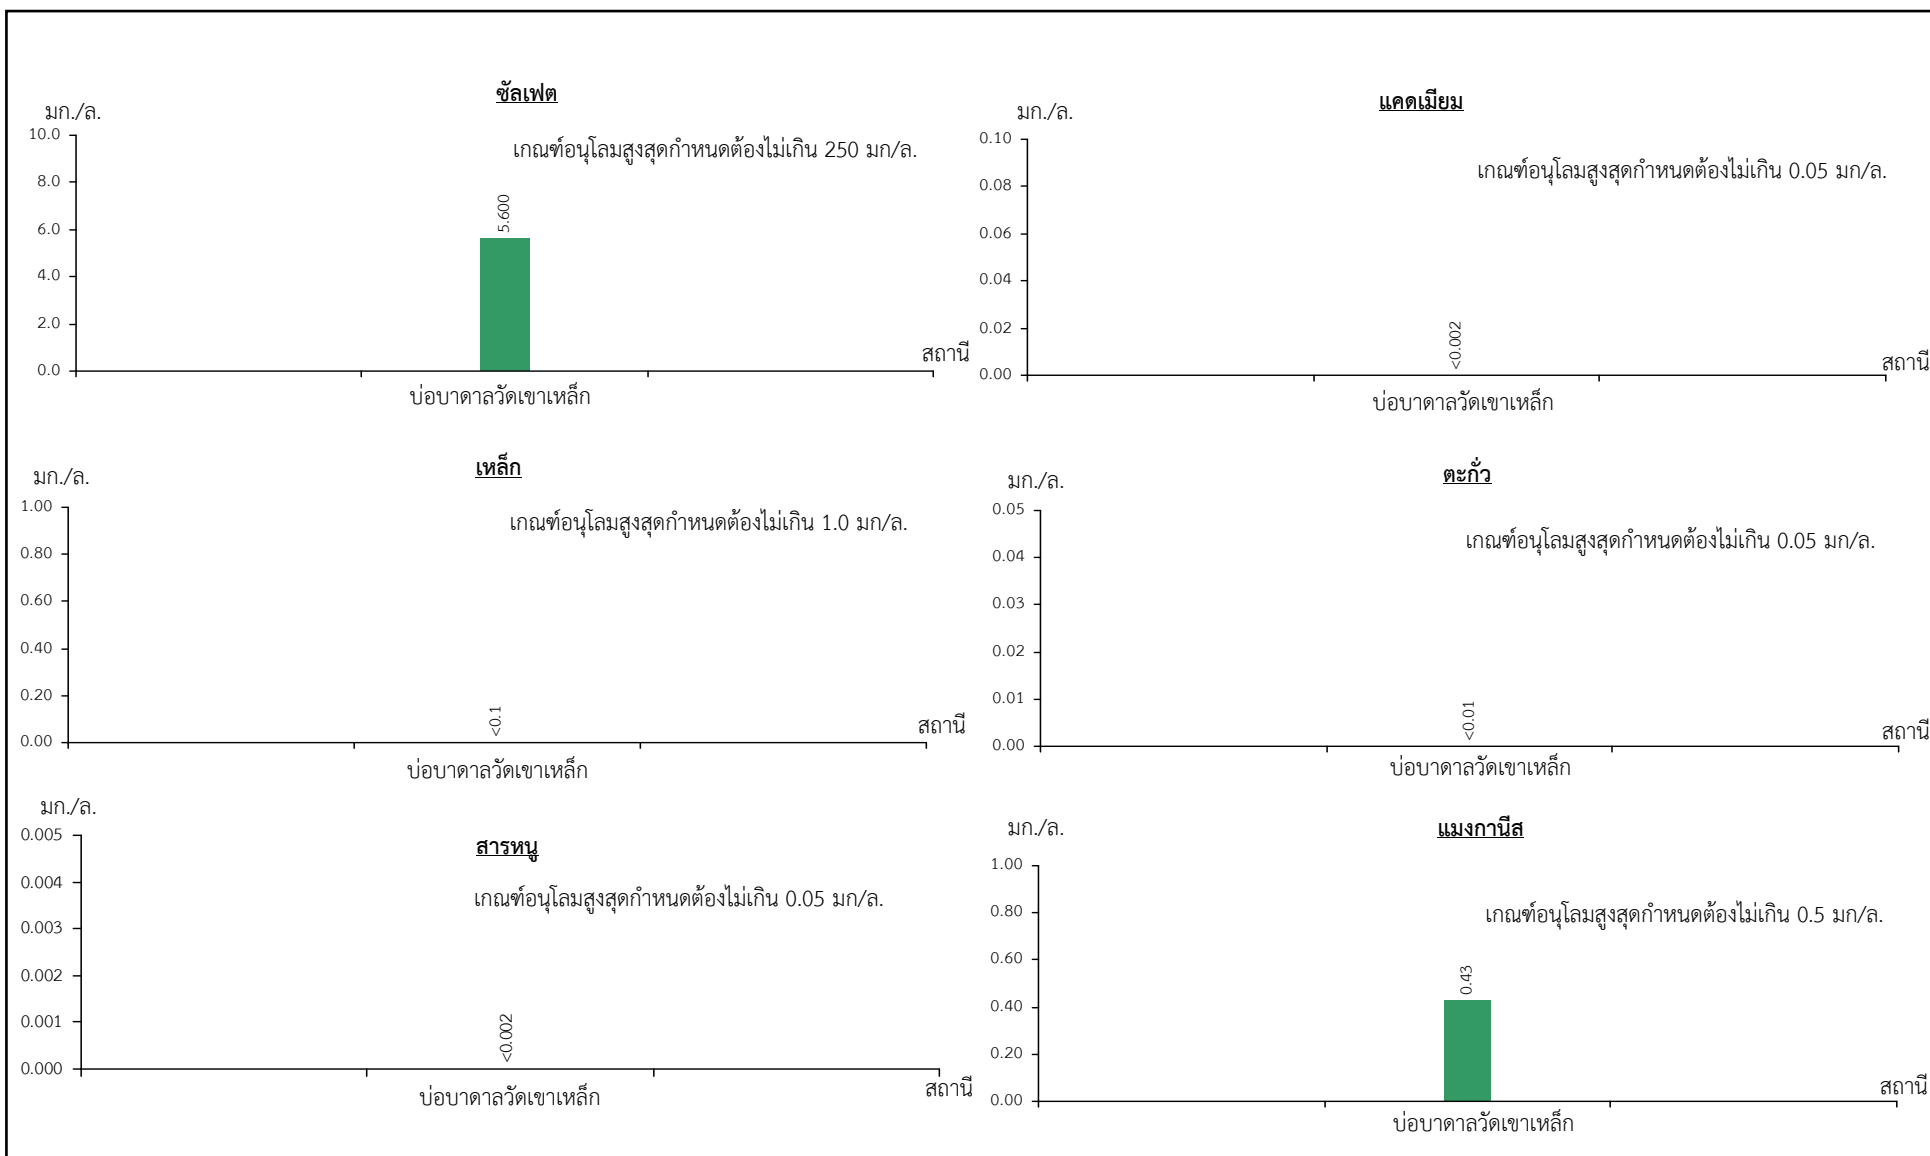 ซัลเฟต
มก./ล.
เกณฑ์อนุโลมสูงสุดกำหนดต้องไม่เกิน 250 มก/ล.
10.0
8.0
6.0
4.0
2.0
0.0
5.600
สถานี
บ่อบาดาลวัดเขาเหล็ก
แคดเมียม
มก./ล.
เกณฑ์อนุโลมสูงสุดกำหนดต้องไม่เกิน 0.05 มก/ล.
0.10
0.08
0.06
0.04
0.02
0.00
<0.002
สถานี
บ่อบาดาลวัดเขาเหล็ก
เหล็ก
มก./ล.
เกณฑ์อนุโลมสูงสุดกำหนดต้องไม่เกิน 1.0 มก/ล.
1.00
0.80
0.60
0.40
0.20
0.00
<0.1
สถานี
บ่อบาดาลวัดเขาเหล็ก
ตะกั่ว
มก./ล.
เกณฑ์อนุโลมสูงสุดกำหนดต้องไม่เกิน 0.05 มก/ล.
0.05
0.04
0.03
0.02
0.01
0.00
<0.01
สถานี
บ่อบาดาลวัดเขาเหล็ก
มก./ล.
สารหนู
เกณฑ์อนุโลมสูงสุดกำหนดต้องไม่เกิน 0.05 มก/ล.
0.005
0.004
0.003
0.002
0.001
0.000
<0.002
สถานี
บ่อบาดาลวัดเขาเหล็ก
แมงกานีส
มก./ล.
เกณฑ์อนุโลมสูงสุดกำหนดต้องไม่เกิน 0.5 มก/ล.
1.00
0.80
0.60
0.40
0.20
0.00
0.43
สถานี
บ่อบาดาลวัดเขาเหล็ก